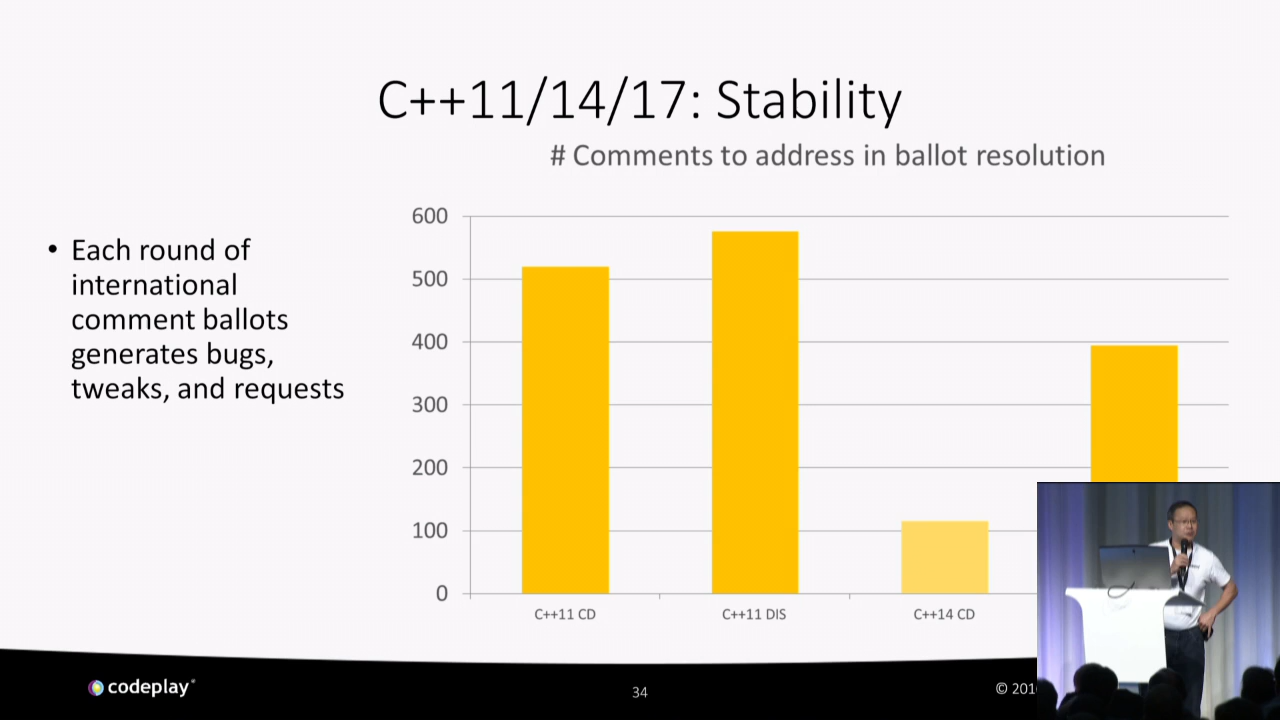 C++11/14/17: Stability
# Comments to address in ballot resolution
• Each round of
international
comment ballots
generates bugs,
tweaks, and requests
600
500
400
300
200
100
0
C++11 CD
C++11 DIS
C++14 CD
codeplay®
34
© 201